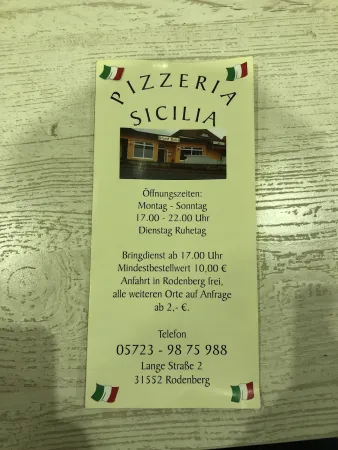 PIZZERIA
SICILIA
Öffnungszeiten:
Montag - Sonntag
17.00 - 22.00 Uhr
Dienstag Ruhetag
Bringdienst ab 17.00 Uhr
Mindestbestellwert 10,00 €
Anfahrt in Rodenberg frei,
alle weiteren Orte auf Anfrage
ab 2,- €.
Telefon
05723 - 98 75 988
Lange Straße 2
31552 Rodenberg